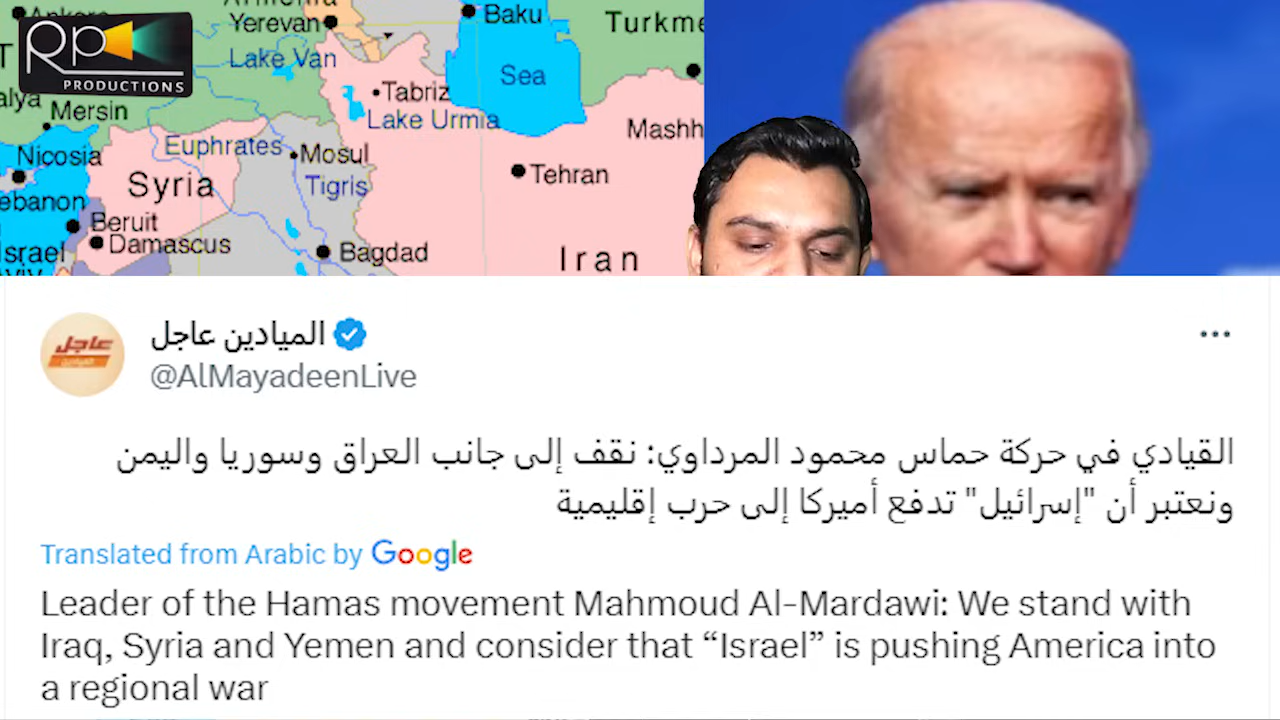 Ankara
Armenia
Yerevan
Baku
Turkme
Rp
PRODUCTIONS
Lake Van
Sea
T
Tabriz
alya
Mersin
Lake Urmia
Mashh
Nicosia
Euphrates
Mosul
Syria
Tigris
Tehran
ebanon
Beruit
Damascus
Bagdad
Israel
Iran
عاجل
الميادين
الميادين عاجل
@AlMayadeenLive
القيادي في حركة حماس محمود المرداوي: نقف إلى جانب العراق وسوريا واليمن
ونعتبر أن "إسرائيل" تدفع أميركا إلى حرب إقليمية
Translated from Arabic by Google
Leader of the Hamas movement Mahmoud Al-Mardawi: We stand with
Iraq, Syria and Yemen and consider that “Israel” is pushing America into
a regional war